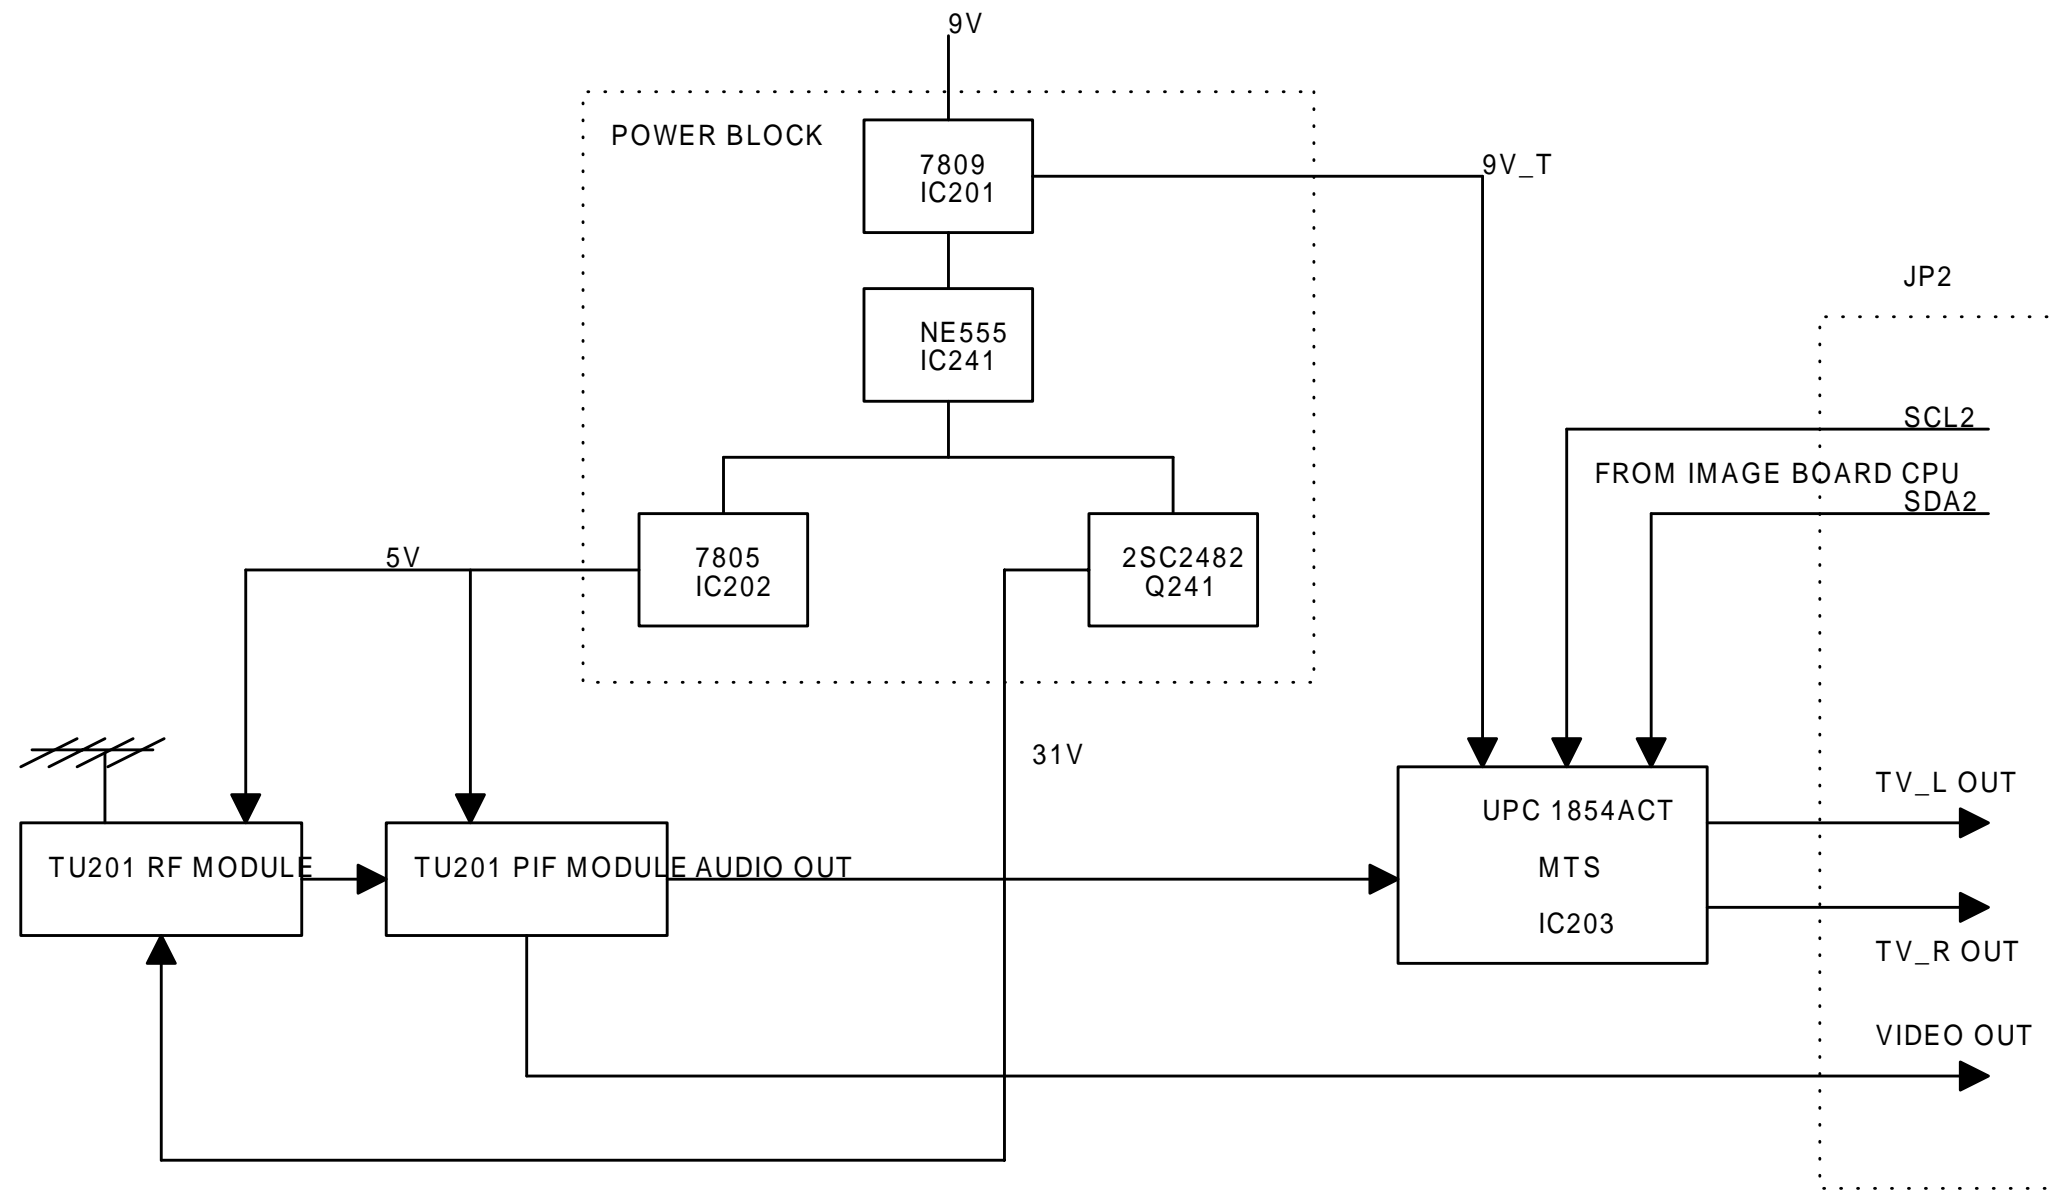 9V
POWER BLOCK
7809
IC201
9V_T
JP2
NE555
IC241
SCL2
FROM IMAGE BOARD CPU
SDA2
5V
7805
IC202
2SC2482
Q241
31V
TV_L OUT
UPC 1854ACT
TU201 RF MODULE
TU201 PIF MODULE AUDIO OUT
MTS
IC203
TV_R OUT
VIDEO OUT